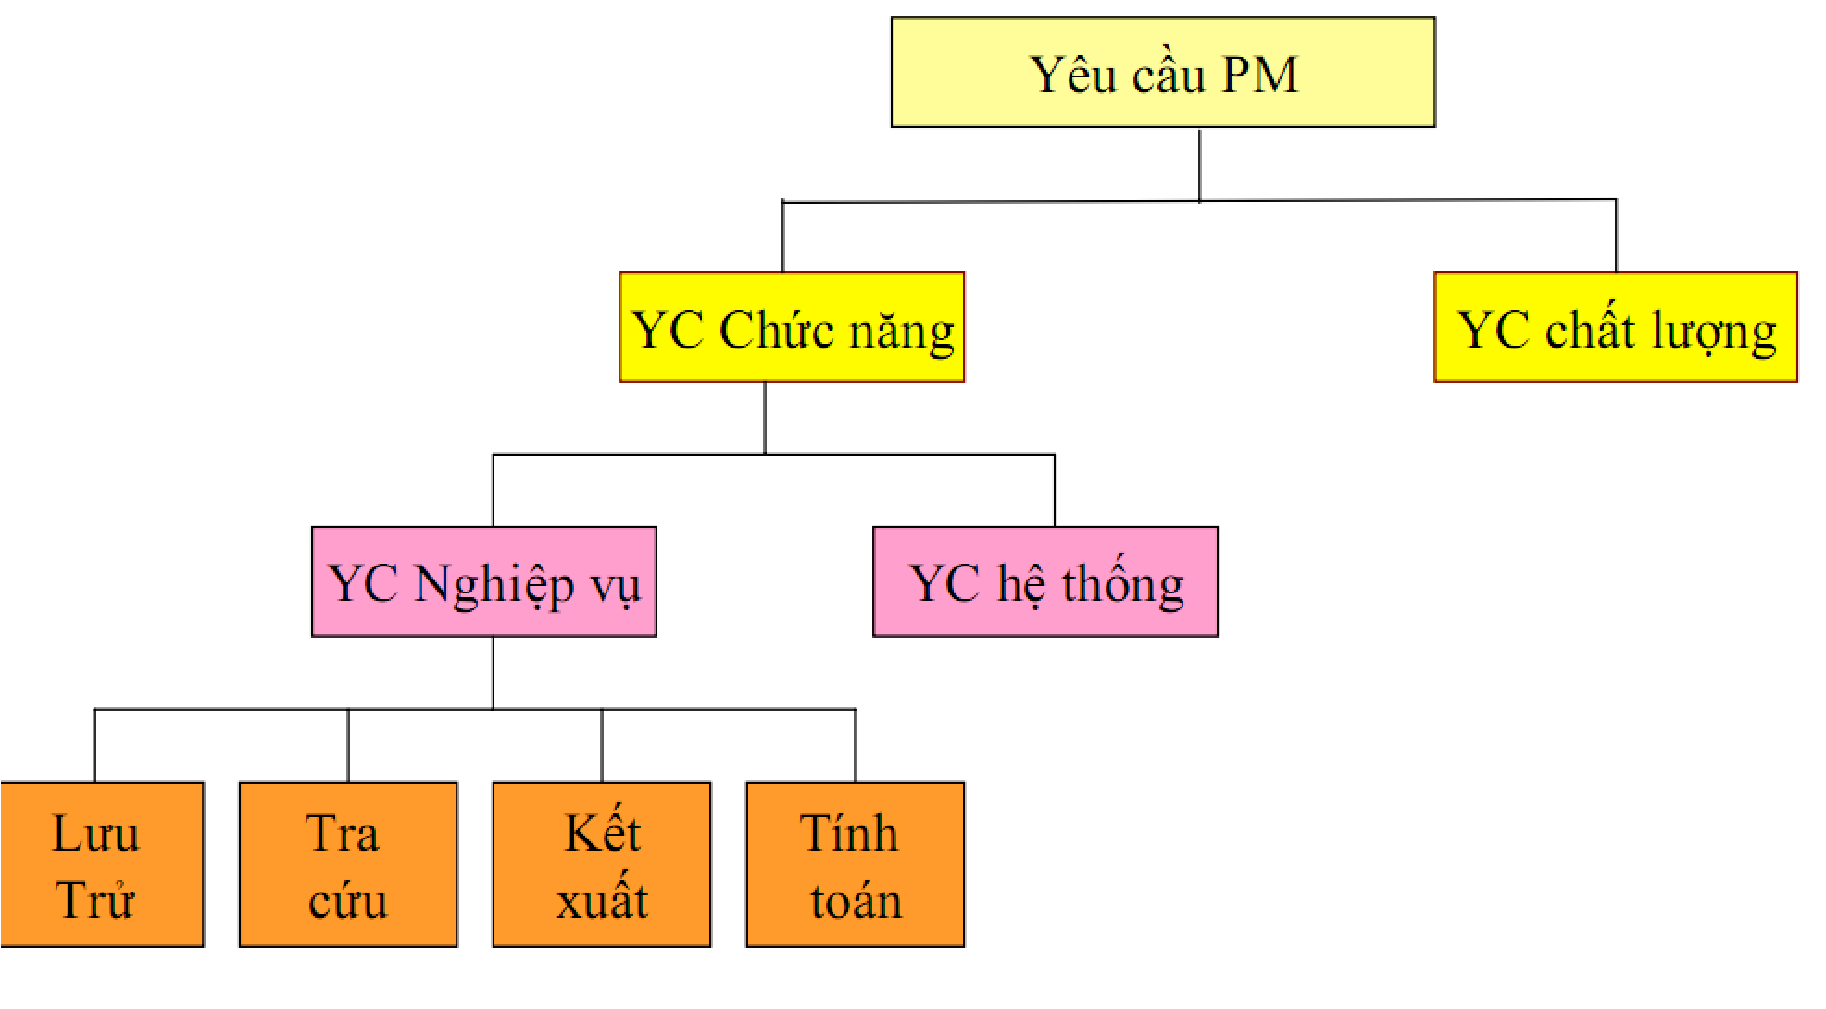 Yêu cầu PM
YC Chức năng
YC chất lượng
YC Nghiệp vụ
YC hệ thống
Lưu
Trử
Tra
cứu
Kết
xuất
Tính
toán